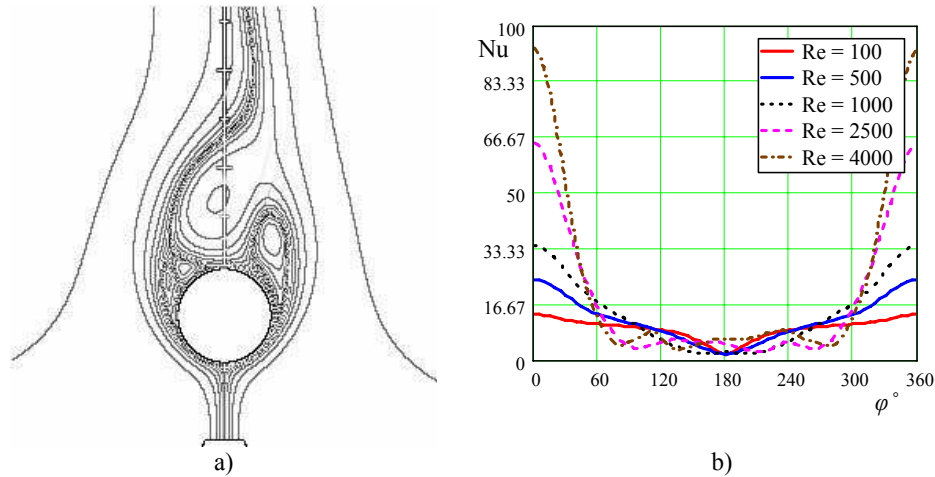 Nu
100
83.33
66.67
50
33.33
16.67
0
0 60 120 180 240 300 360
φ°
Re = 100
Re = 500
Re = 1000
Re = 2500
Re = 4000
a) b)